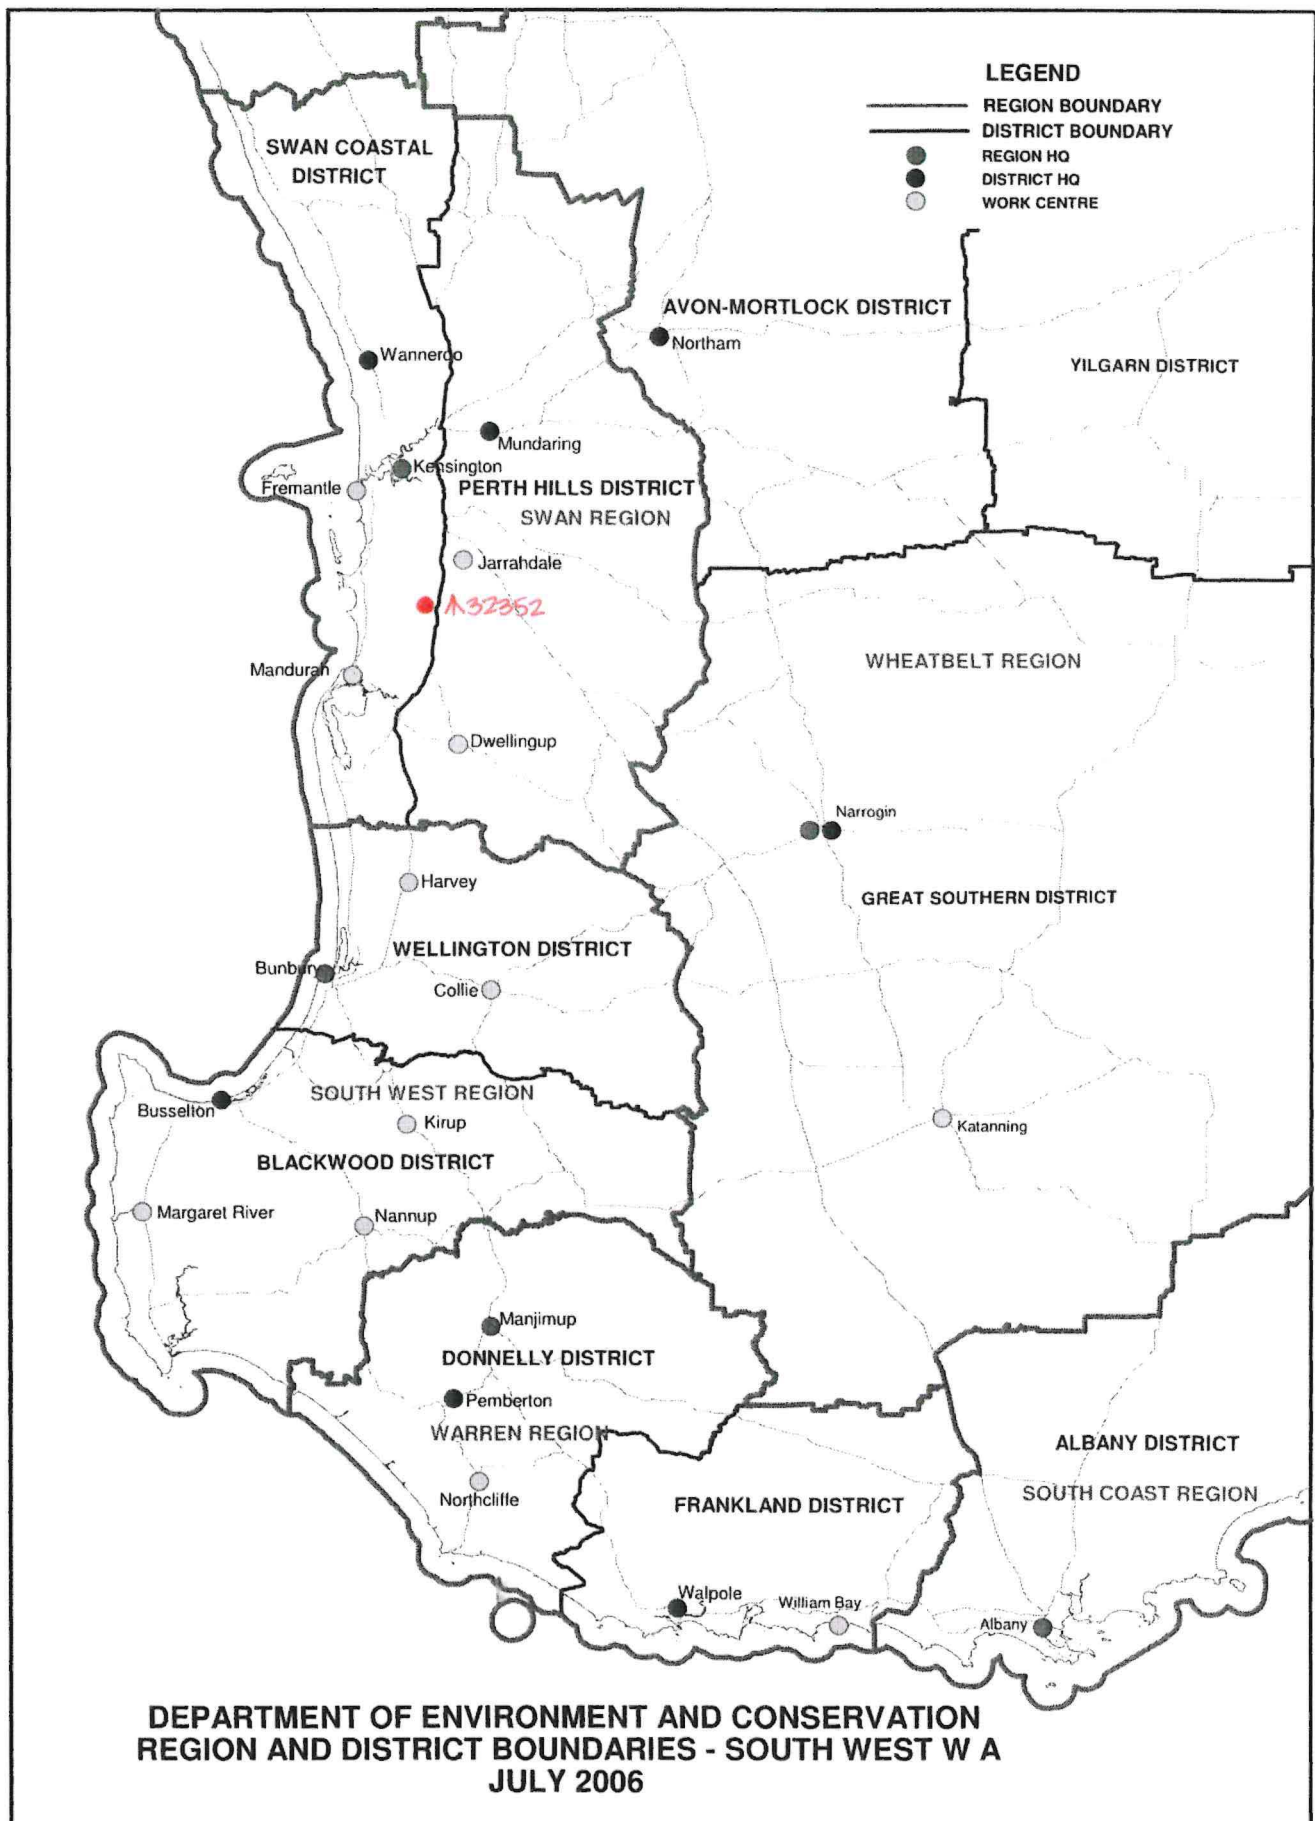 LEGEND
REGION BOUNDARY
DISTRICT BOUNDARY
REGION HQ
DISTRICT HQ
WORK CENTRE
SWAN COASTAL
DISTRICT
AVON-MORTLOCK DISTRICT
Northam
YILGARN DISTRICT
Wanneroo
Mundaring
Kensington
Fremantle
PERTH HILLS DISTRICT
SWAN REGION
Jarrahdale
A32352
WHEATBELT REGION
Mandurah
Dwellingup
Narrogin
Harvey
GREAT SOUTHERN DISTRICT
WELLINGTON DISTRICT
Bunbury
Collie
SOUTH WEST REGION
Busselton
Kirup
Katanning
BLACKWOOD DISTRICT
Margaret River
Nannup
Manjimup
DONNELLY DISTRICT
Pemberton
WARREN REGION
ALBANY DISTRICT
Northcliffe
FRANKLAND DISTRICT
SOUTH COAST REGION
Walpole
William Bay
Albany
DEPARTMENT OF ENVIRONMENT AND CONSERVATION
REGION AND DISTRICT BOUNDARIES - SOUTH WEST W A
JULY 2006